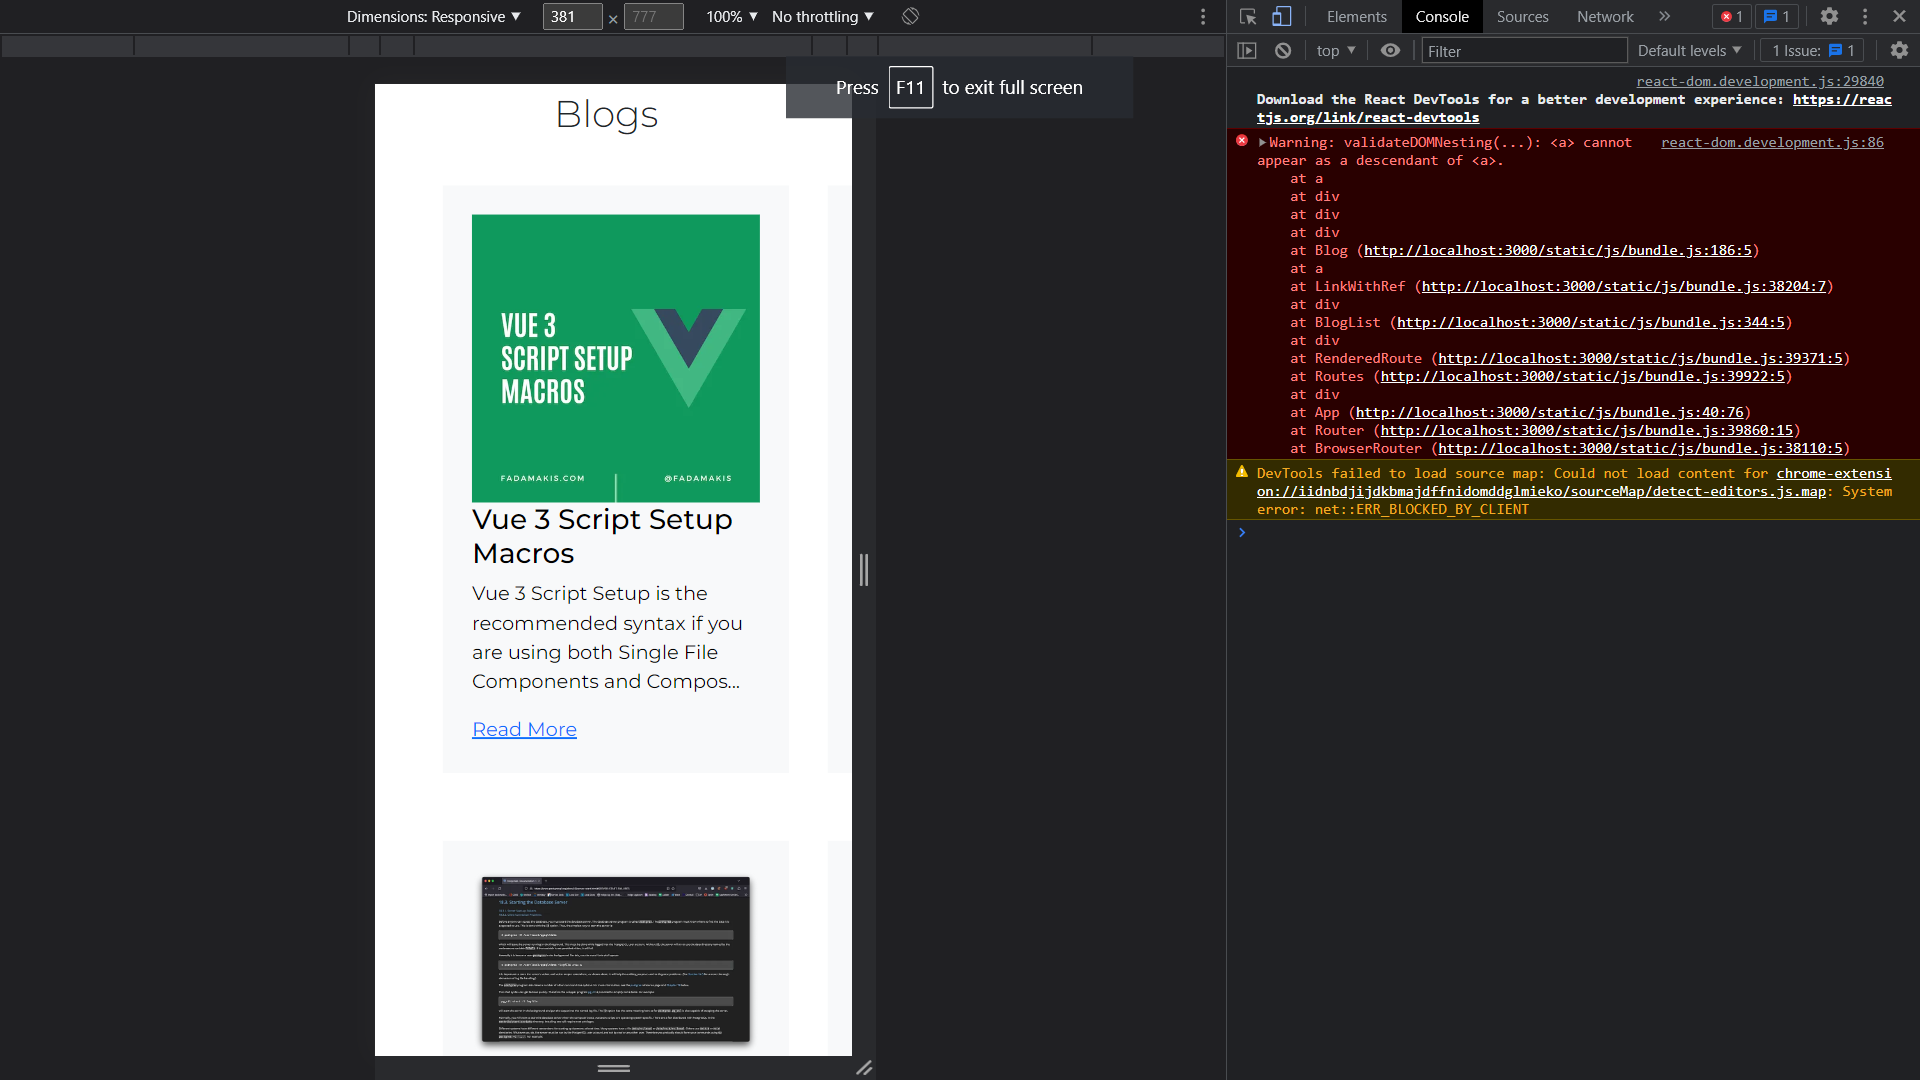 Dimensions: Responsive ▼ 381 × 777 100% ▼ No throttling ▼
Press F11 to exit full screen
Blogs
VUE 3
SCRIPT SETUP
MACROS
FADAMAKIS.COM @FADAMAKIS
Vue 3 Script Setup
Macros
Vue 3 Script Setup is the
recommended syntax if you
are using both Single File
Components and Compos...
Read More
Elements Console Sources Network » 1 1
top ▼ Filter Default levels ▼ 1 Issue: 1
react-dom.development.js:29840
Download the React DevTools for a better development experience: https://reac
tjs.org/link/react-devtools
Warning: validateDOMNesting(...): <a> cannot react-dom.development.js:86
appear as a descendant of <a>.
at a
at div
at div
at div
at Blog (http://localhost:3000/static/js/bundle.js:186:5)
at a
at LinkWithRef (http://localhost:3000/static/js/bundle.js:38204:7)
at div
at BlogList (http://localhost:3000/static/js/bundle.js:344:5)
at div
at RenderedRoute (http://localhost:3000/static/js/bundle.js:39371:5)
at Routes (http://localhost:3000/static/js/bundle.js:39922:5)
at div
at App (http://localhost:3000/static/js/bundle.js:40:76)
at Router (http://localhost:3000/static/js/bundle.js:39860:15)
at BrowserRouter (http://localhost:3000/static/js/bundle.js:38110:5)
DevTools failed to load source map: Could not load content for chrome-extensi
on://iidnbdjijdkbmajdffnidomddglmieko/sourceMap/detect-editors.js.map: System
error: net::ERR_BLOCKED_BY_CLIENT